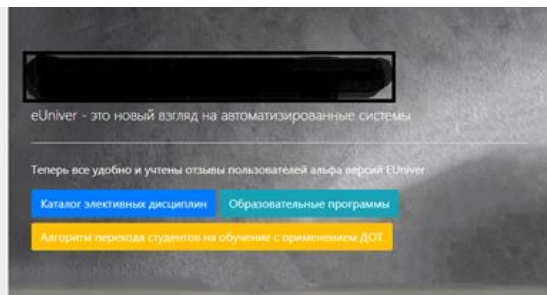 eUniver - это новый взгляд на автоматизированные системы
Теперь все удобно и учтены отзывы пользователей альфа версий EUniver
Каталог элективных дисциплин Образовательные программы
Алгоритм перехода студентов на обучение с применением ДОТ